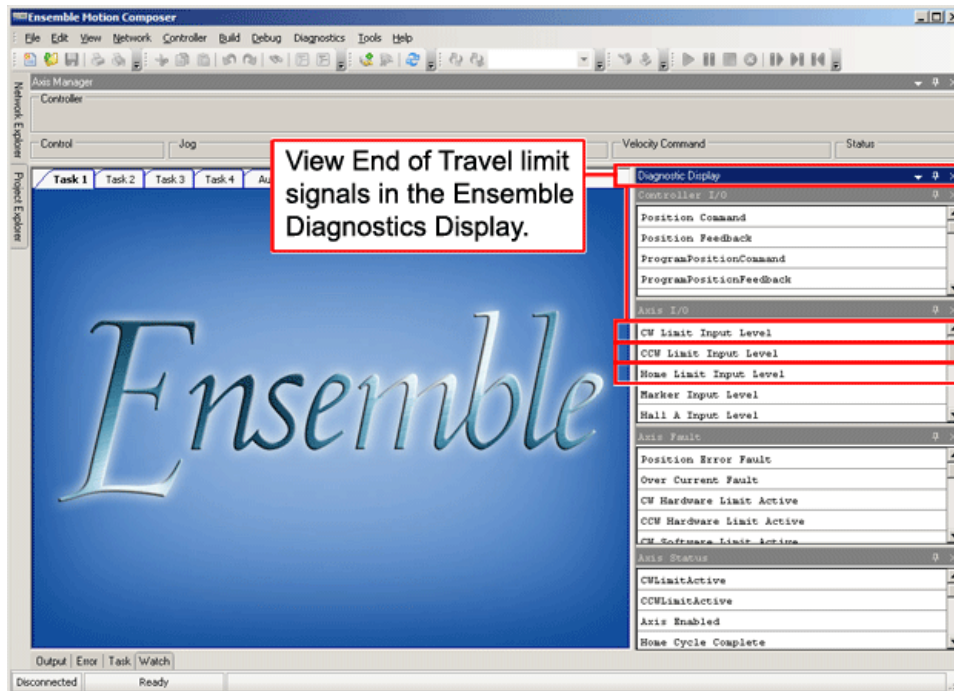 Ensemble Motion Composer
File Edit View Network Controller Build Debug Diagnostics Tools Help
Network Explorer
Project Explorer
Axis Manager
Controller
Control
Jog
Velocity Command
Status
Task 1 Task 2 Task 3 Task 4
View End of Travel limit
signals in the Ensemble
Diagnostics Display.
Ensemble
Diagnostic Display
Controller I/O
Position Command
Position Feedback
ProgramPositionCommand
ProgramPositionFeedback
Axis I/O
CW Limit Input Level
CCW Limit Input Level
Home Limit Input Level
Marker Input Level
Hall A Input Level
Axis Fault
Position Error Fault
Over Current Fault
CW Hardware Limit Active
CCW Hardware Limit Active
CW Software Limit Active
Axis Status
CWLimitActive
CCWLimitActive
Axis Enabled
Home Cycle Complete
Output Error Task Watch
Disconnected Ready